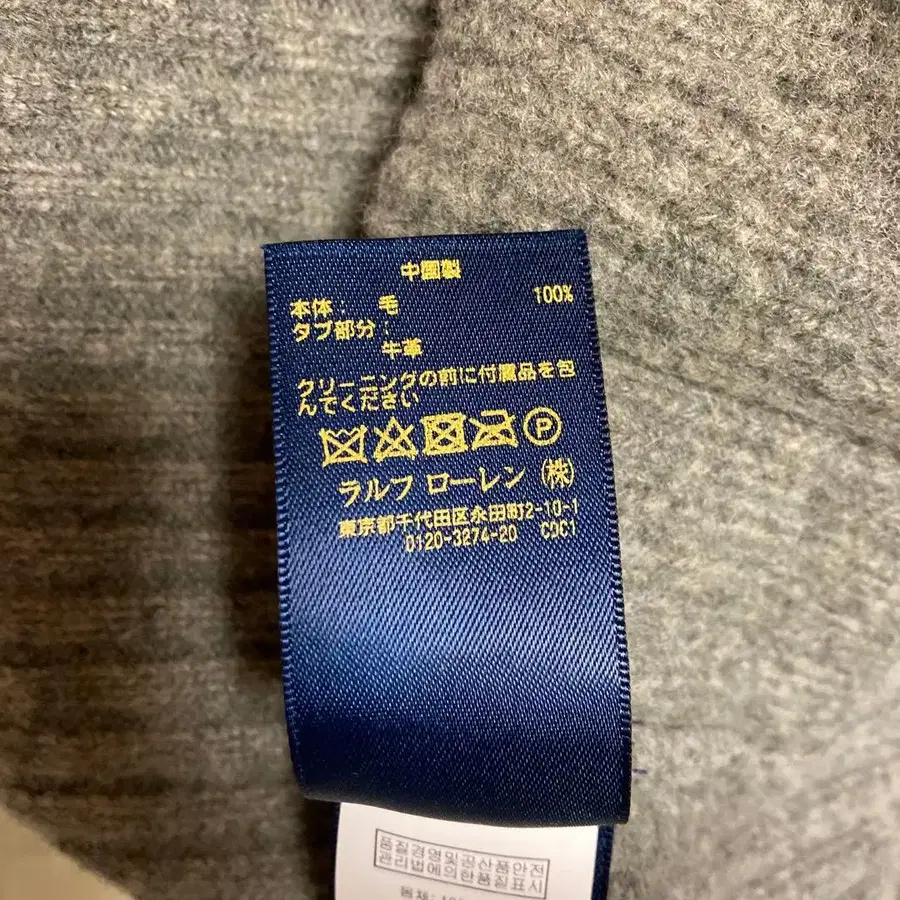 中国製
本体: 毛 100%
タブ部分:
牛革
クリーニングの前に付属品を包
んでください
P
ラルフ ローレン (株)
東京都千代田区永田町2-10-1
0120-3274-20 CDC1
품질경영및공산품안전
관리법에의한품질표시
몸체: